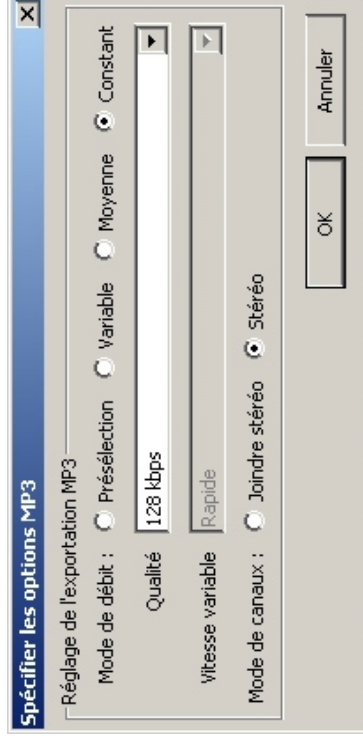 Spécifier les options MP3
Réglage de l'exportation MP3
Mode de débit : Présélection Variable Moyenne Constant
Qualité 128 kbps
Vitesse variable Rapide
Mode de canaux : Joindre stéréo Stéréo
OK Annuler